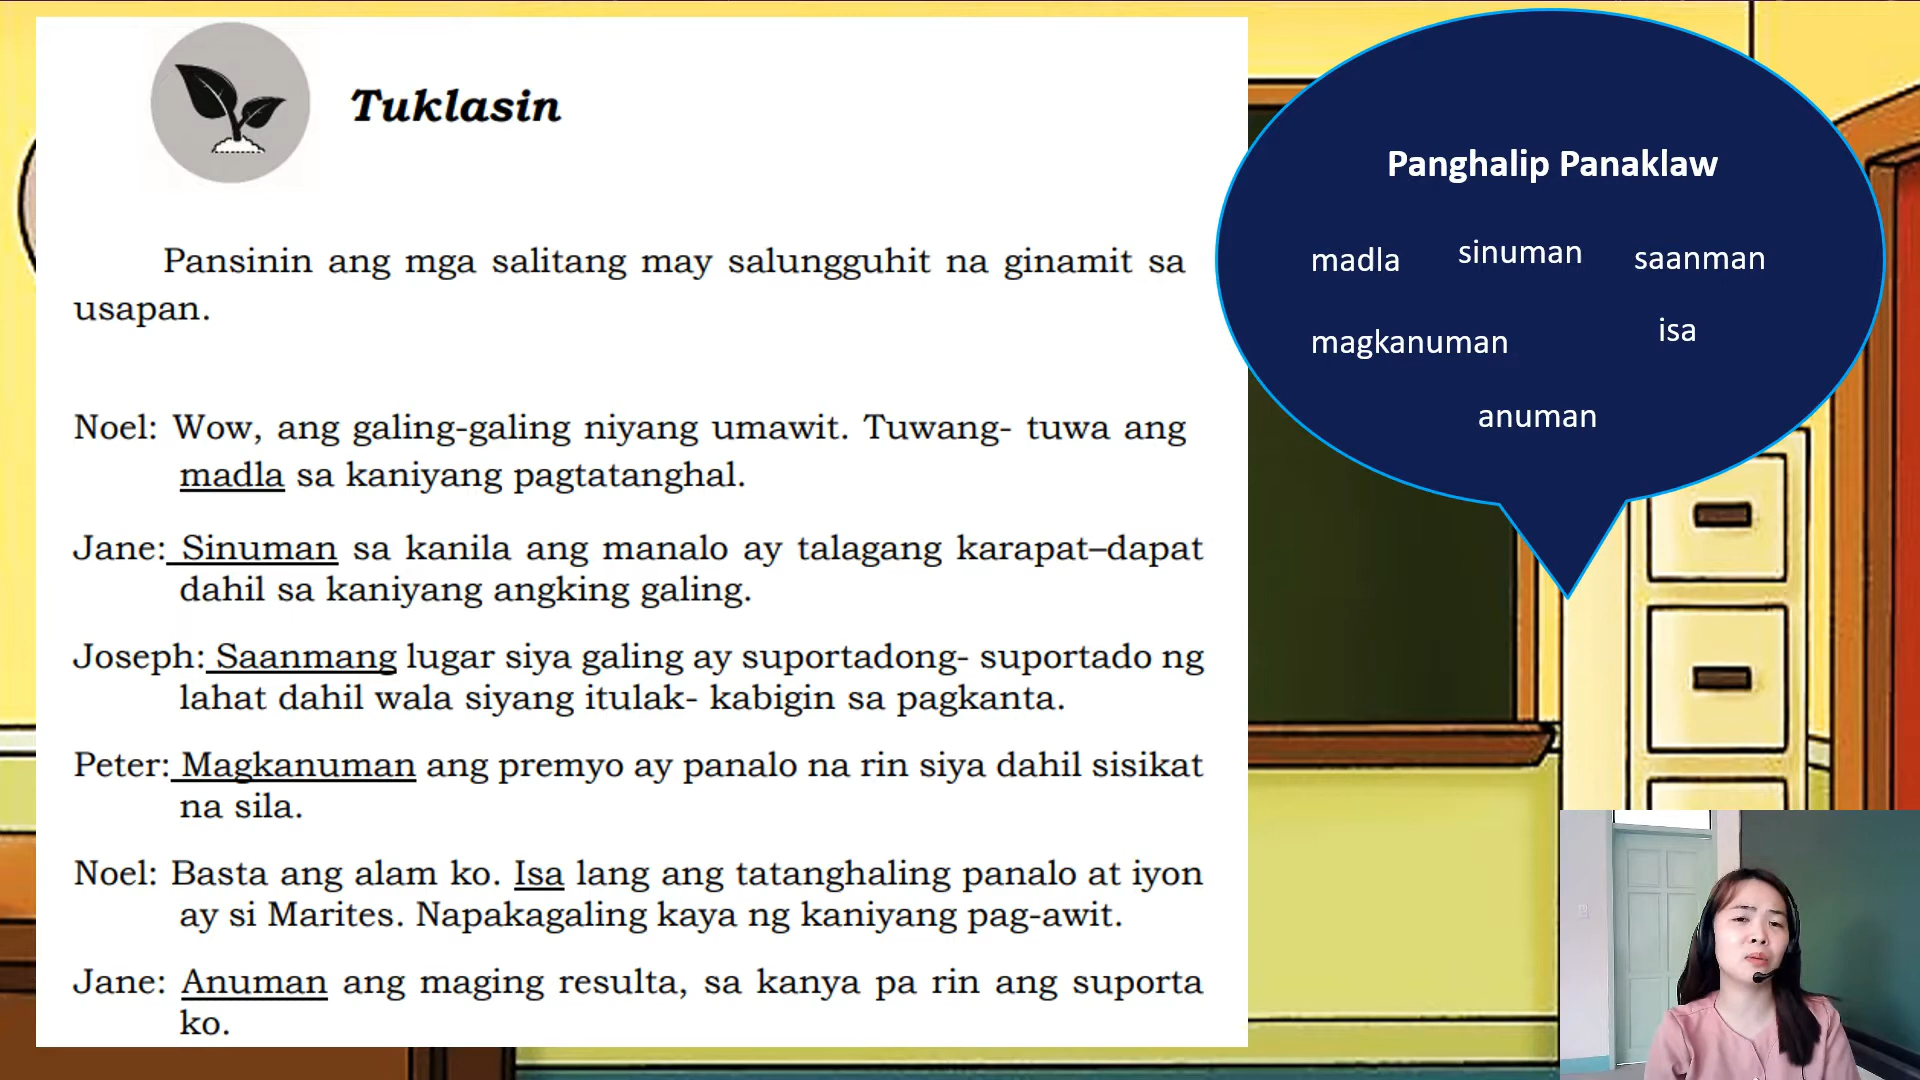 Tuklasin
Pansinin ang mga salitang may salungguhit na ginamit sa
usapan.
Noel: Wow, ang galing-galing niyang umawit. Tuwang- tuwa ang
madla sa kaniyang pagtatanghal.
Jane: Sinuman sa kanila ang manalo ay talagang karapat–dapat
dahil sa kaniyang angking galing.
Joseph: Saanmang lugar siya galing ay suportadong- suportado ng
lahat dahil wala siyang itulak- kabigin sa pagkanta.
Peter: Magkanuman ang premyo ay panalo na rin siya dahil sisikat
na sila.
Noel: Basta ang alam ko. Isa lang ang tatanghaling panalo at iyon
ay si Marites. Napakagaling kaya ng kaniyang pag-awit.
Jane: Anuman ang maging resulta, sa kanya pa rin ang suporta
ko.
Panghalip Panaklaw
madla sinuman saanman
magkanuman isa
anuman